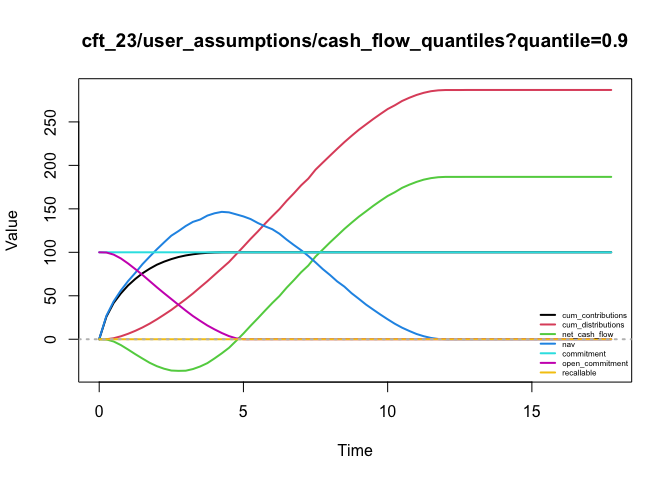 cft_23/user_assumptions/cash_flow_quantiles?quantile=0.9
Value
250
200
150
100
50
0
cum_contributions
cum_distributions
net_cash_flow
nav
commitment
open_commitment
recallable
0 5 10 15
Time